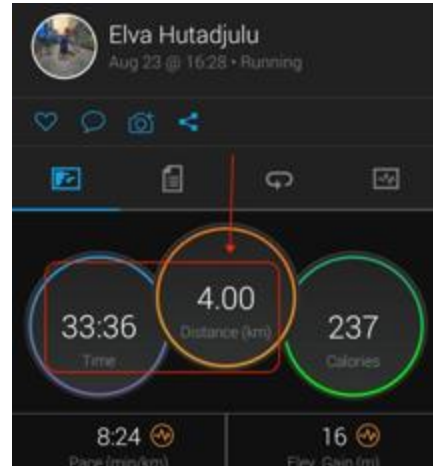 Elva Hutadjulu
Aug 23 @ 16:28 • Running
4.00
Distance (km)
33:36
Time
237
Calories
8:24
Pace (min/km)
16
Elev. Gain (m)